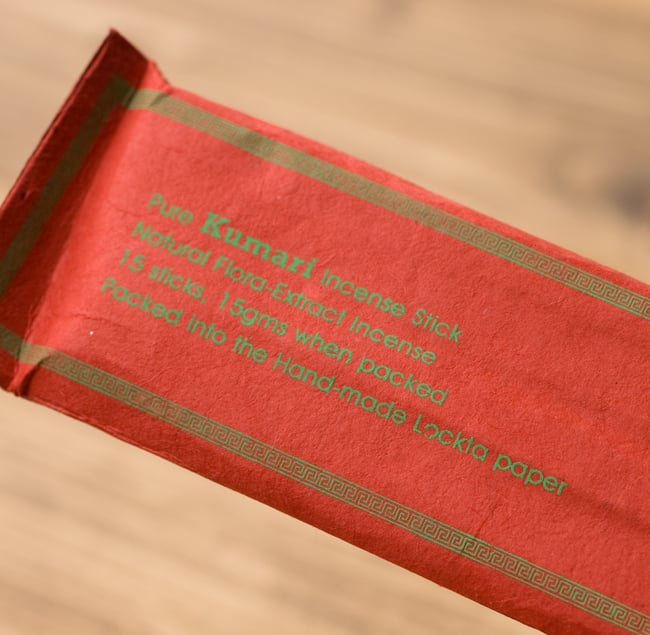 Pure Kumari Incense Stick
Natural Flora-Extract Incense
15 sticks, 15gms when packed
Packed into the Hand-made Lockta paper